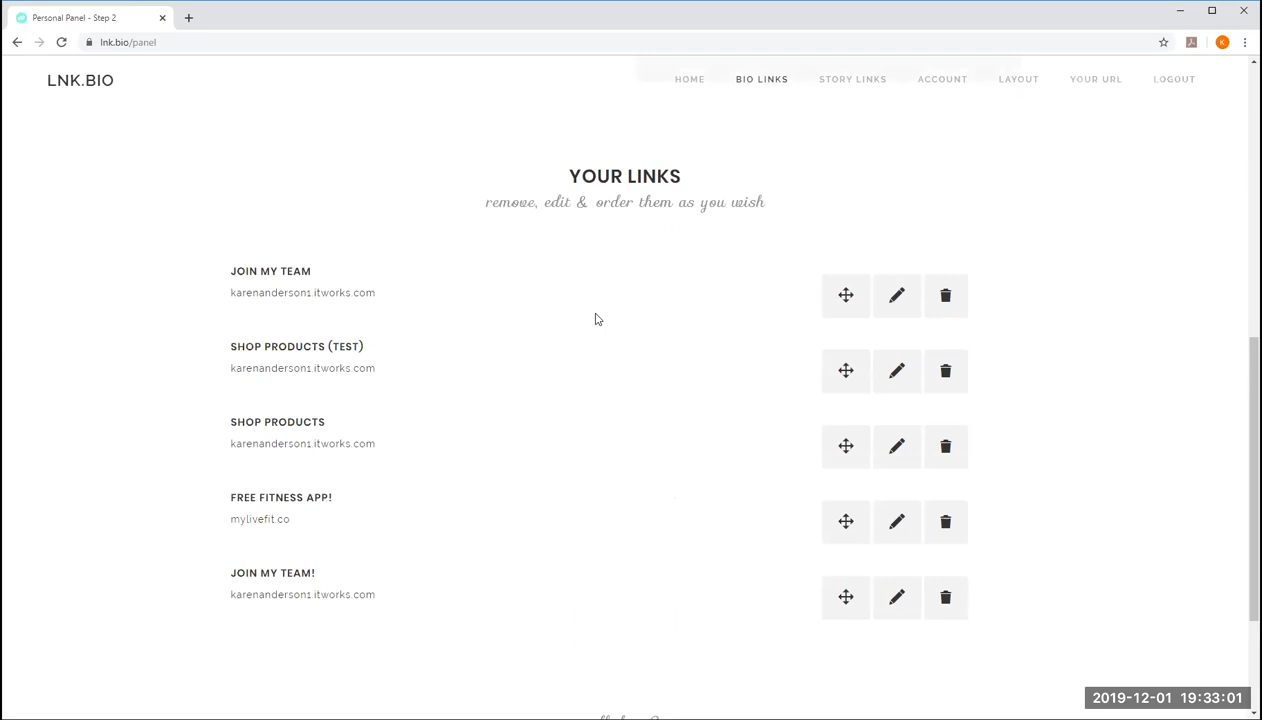 Personal Panel - Step 2
lnk.bio/panel
K
LNK.BIO
HOME
BIO LINKS
STORY LINKS
ACCOUNT
LAYOUT
YOUR URL
LOGOUT
YOUR LINKS
remove, edit & order them as you wish
JOIN MY TEAM
karenanderson1.itworks.com
SHOP PRODUCTS (TEST)
karenanderson1.itworks.com
SHOP PRODUCTS
karenanderson1.itworks.com
FREE FITNESS APP!
mylivefit.co
JOIN MY TEAM!
karenanderson1.itworks.com
2019-12-01 19:33:01